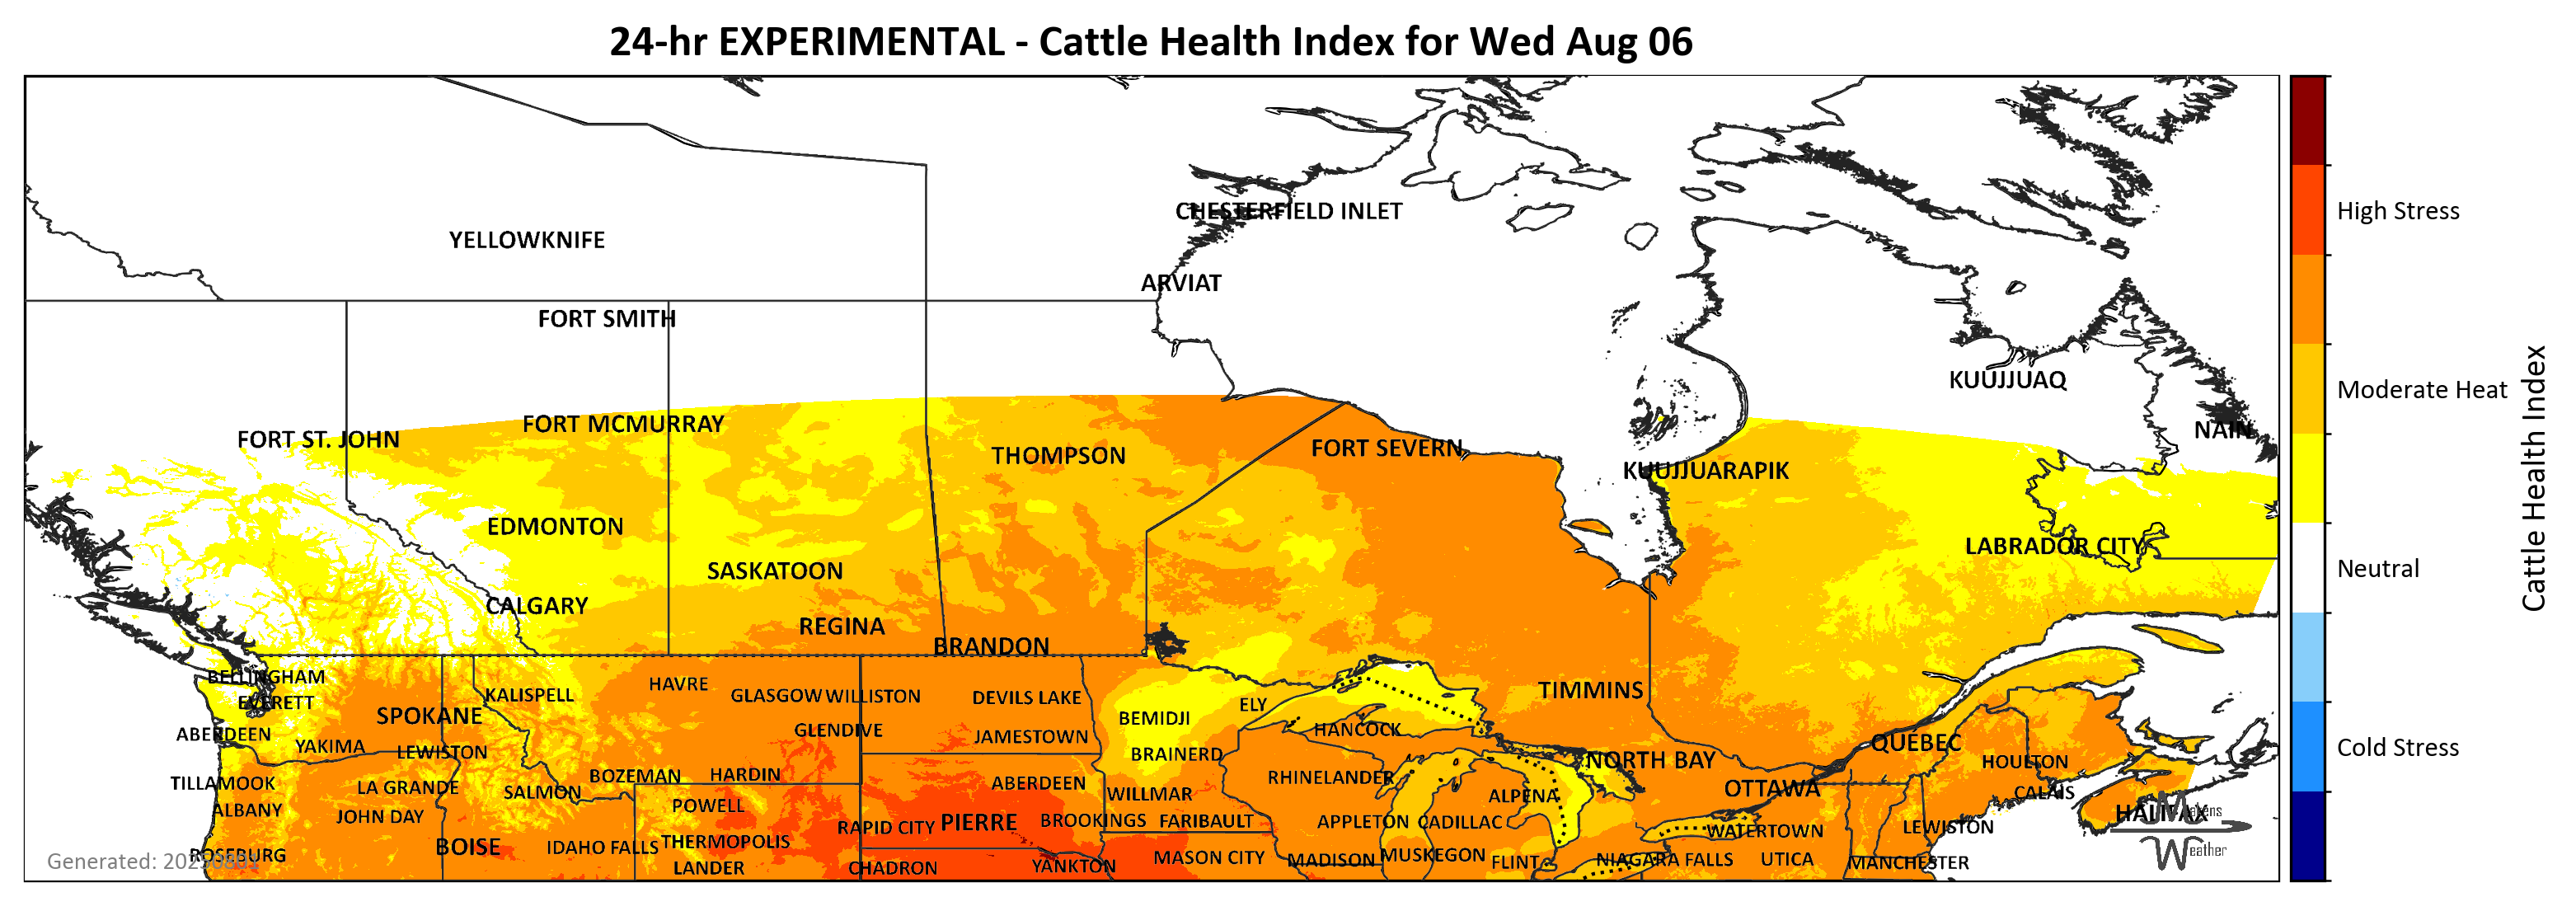 24-hr EXPERIMENTAL - Cattle Health Index for Wed Aug 06
CHESTERFIELD INLET
High Stress
YELLOWKNIFE
ARVIAT
FORT SMITH
KUUJJUAQ
Moderate Heat
FORT MCMURRAY
NAIN
FORT ST. JOHN
FORT SEVERN
THOMPSON
KUUJJUARAPIK
Cattle Health Index
EDMONTON
LABRADOR CITY
SASKATOON
Neutral
CALGARY
REGINA
BRANDON
BELLINGHAM
HAVRE
KALISPELL
GLASGOW
WILLISTON
DEVILS LAKE
TIMMINS
EVERETT
ELY
SPOKANE
BEMIDJI
GLENDIVE
HANCOCK
ABERDEEN
JAMESTOWN
QUEBEC
YAKIMA
LEWISTON
BRAINERD
Cold Stress
NORTH BAY
HOULTON
BOZEMAN
HARDIN
RHINELANDER
TILLAMOOK
LA GRANDE
ABERDEEN
OTTAWA
SALMON
WILLMAR
CALAIS
ALPENA
POWELL
ALBANY
JOHN DAY
HALIFAX
Makens
RAPID CITY
PIERRE
BROOKINGS
FARIBAULT
APPLETON
CADILLAC
WATERTOWN
LEWISTON
BOISE
IDAHO FALLS
THERMOPOLIS
Weather
ROSEBURG
MASON CITY
MADISON
MUSKEGON
FLINT
NIAGARA FALLS
UTICA
MANCHESTER
Generated:
LANDER
CHADRON
YANKTON